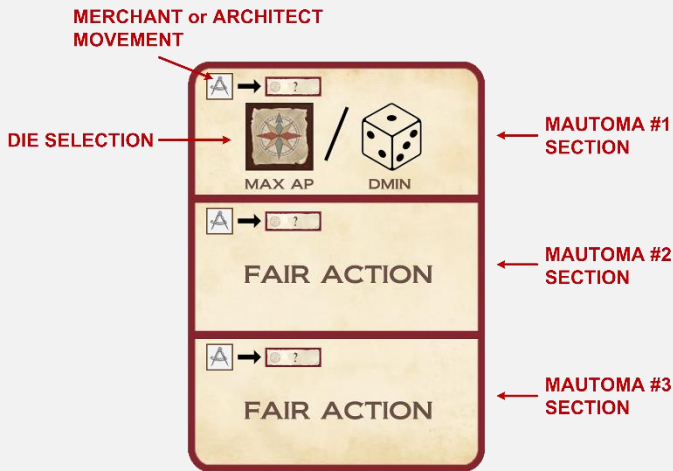 MERCHANT or ARCHITECT
MOVEMENT
?
DIE SELECTION
MAX AP
DMIN
MAUTOMA #1
SECTION
?
FAIR ACTION
MAUTOMA #2
SECTION
?
FAIR ACTION
MAUTOMA #3
SECTION